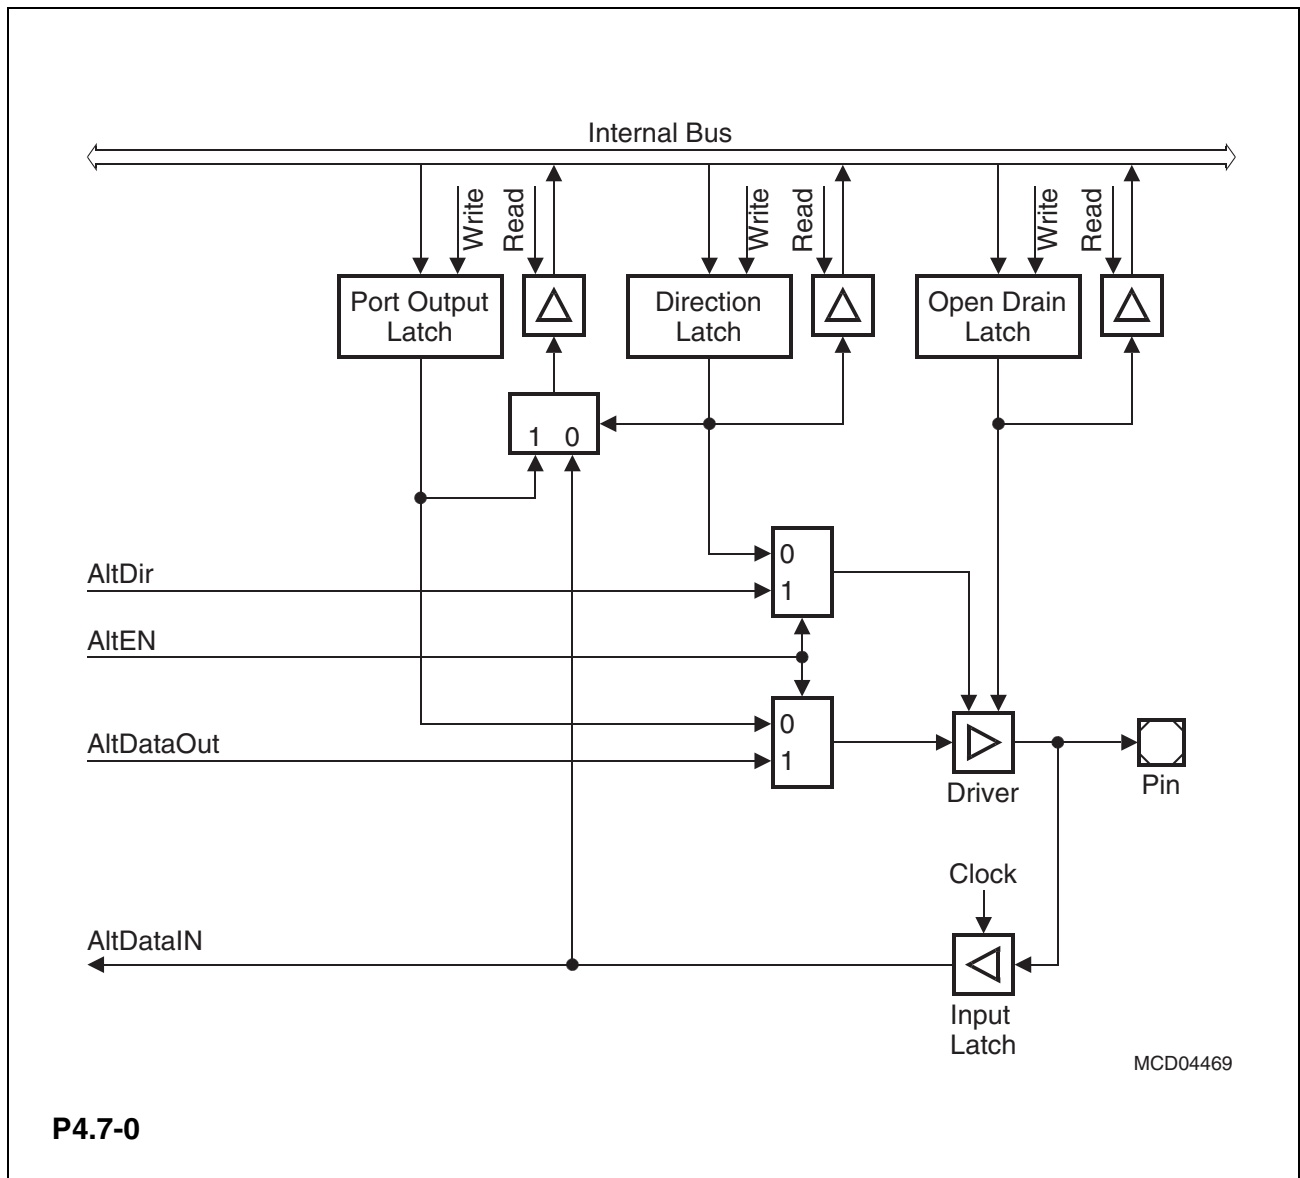 Internal Bus
Write
Read
Write
Read
Write
Read
Port Output
Latch
Direction
Latch
Open Drain
Latch
1 0
0
1
AltDir
AltEN
0
1
AltDataOut
Driver
Pin
Clock
AltDataIN
Input
Latch
MCD04469
P4.7-0